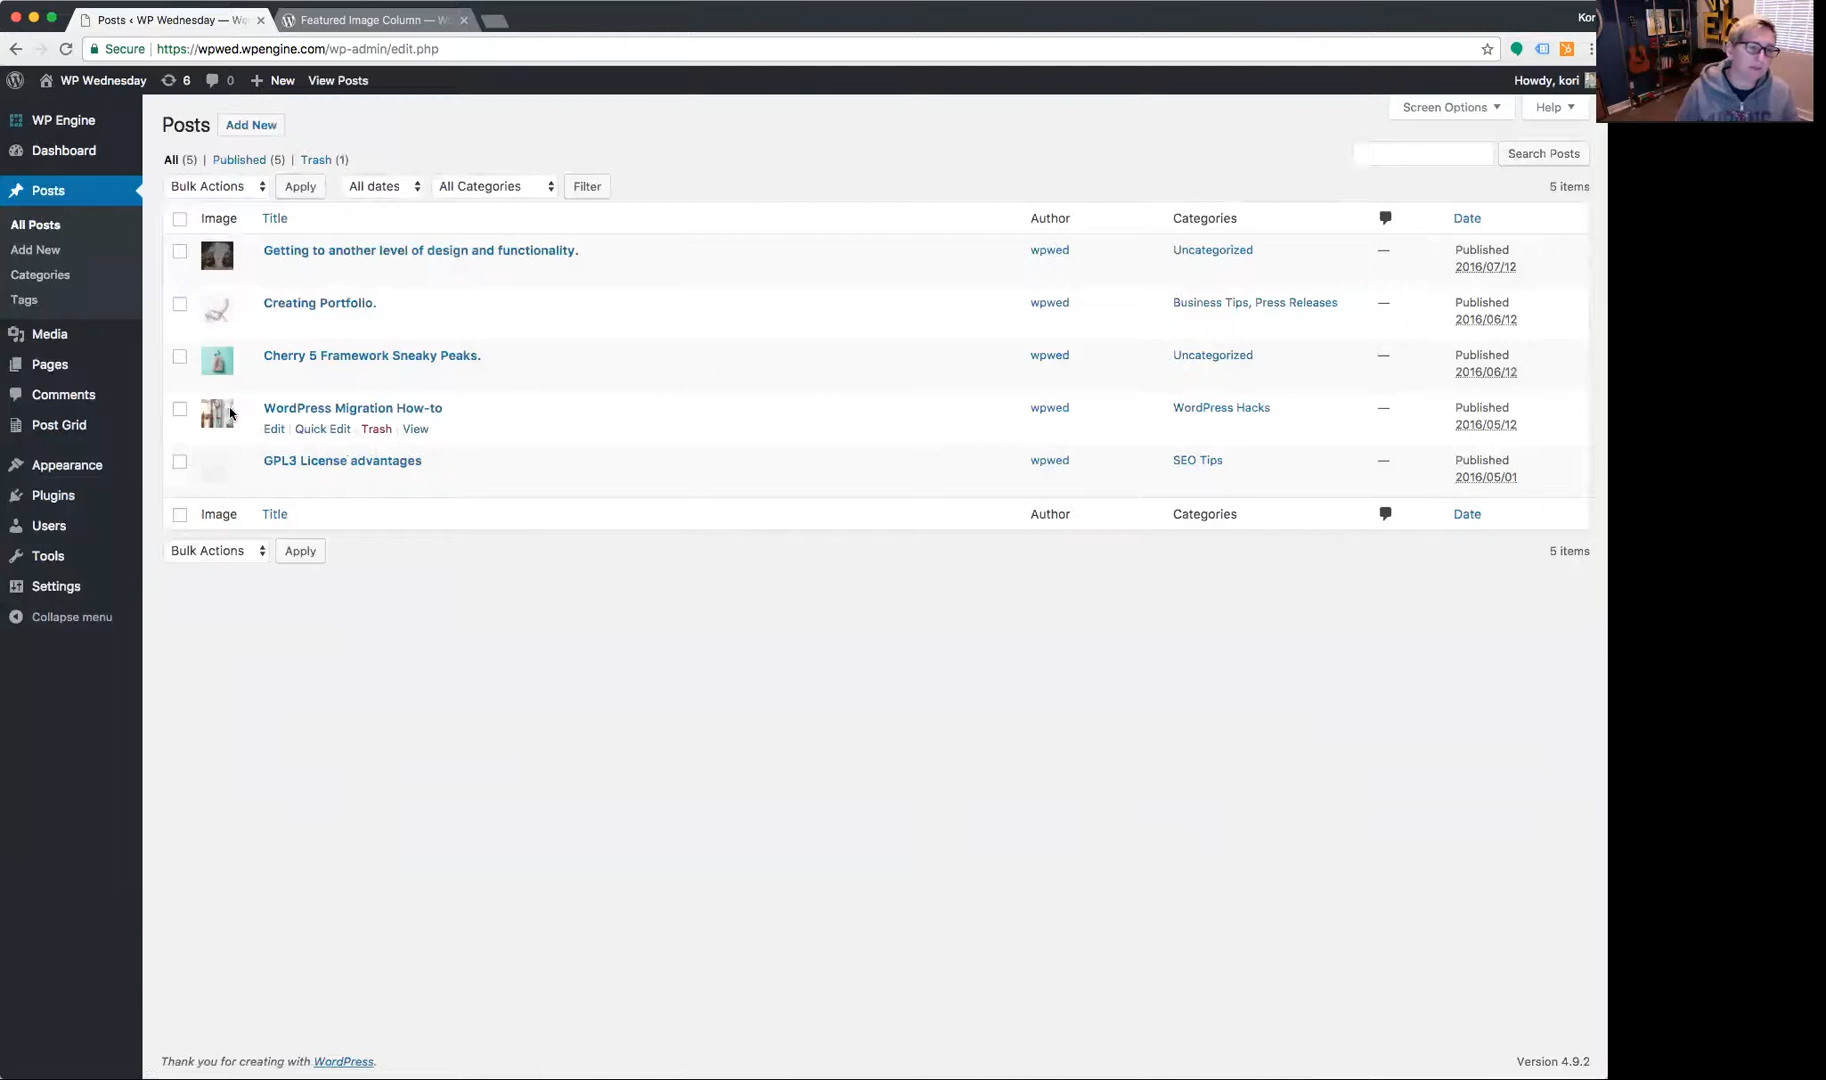 Posts ‹ WP Wednesday —
Featured Image Column —
Kor
Secure
https://wpwed.wpengine.com/wp-admin/edit.php
WP Wednesday 6 0 New View Posts
Howdy, kori
WP Engine
Dashboard
Posts
All Posts
Add New
Categories
Tags
Media
Pages
Comments
Post Grid
Appearance
Plugins
Users
Tools
Settings
Collapse menu
Screen Options Help
Posts Add New
All (5) | Published (5) | Trash (1)
Search Posts
Bulk Actions Apply All dates All Categories Filter 5 items
Image Title Author Categories Date
Getting to another level of design and functionality. wpwed Uncategorized — Published
2016/07/12
Creating Portfolio. wpwed Business Tips, Press Releases — Published
2016/06/12
Cherry 5 Framework Sneaky Peaks. wpwed Uncategorized — Published
2016/06/12
WordPress Migration How-to wpwed WordPress Hacks — Published
Edit | Quick Edit | Trash | View 2016/05/12
GPL3 License advantages wpwed SEO Tips — Published
2016/05/01
Image Title Author Categories Date
Bulk Actions Apply 5 items
Thank you for creating with WordPress. Version 4.9.2